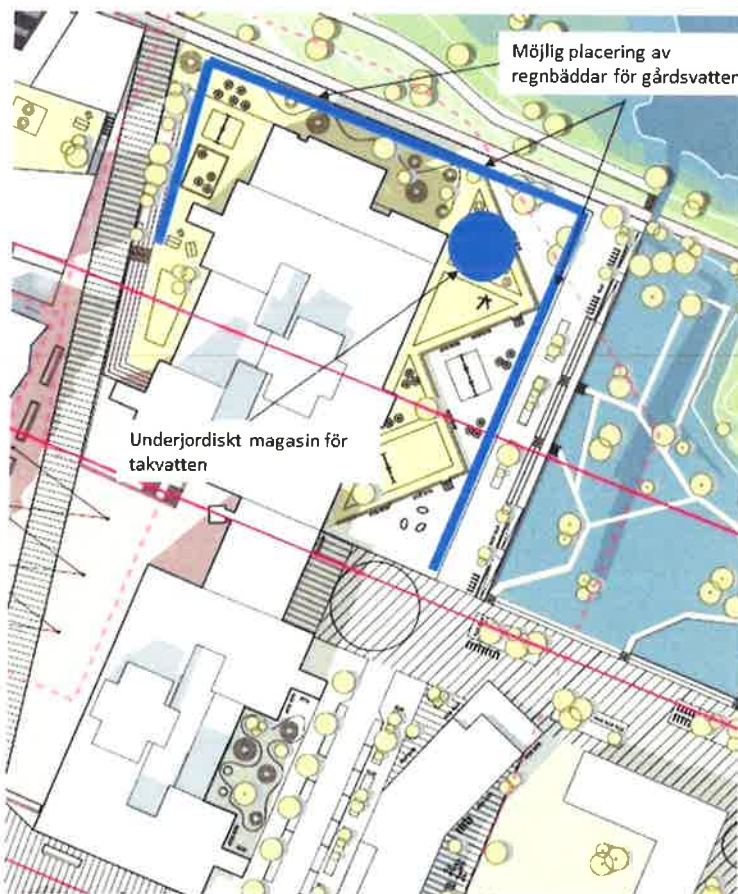 Möjlig placering av
regnbäddar för gårdsvatten
Underjordiskt magasin för
takvatten